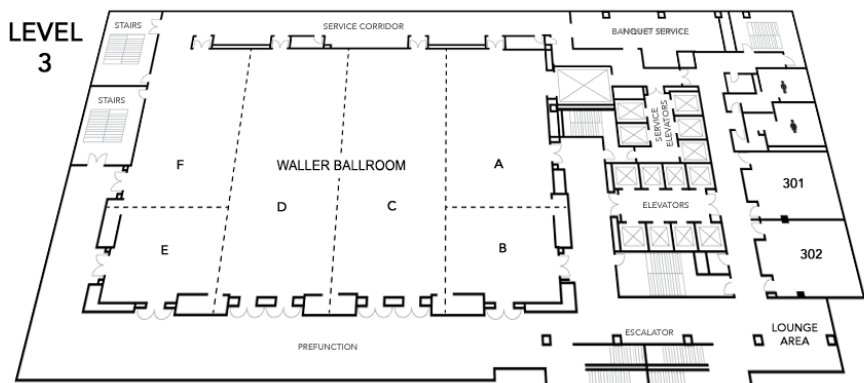 LEVEL
3
STAIRS
SERVICE CORRIDOR
BANQUET SERVICE
STAIRS
SERVICE
ELEVATORS
F
WALLER BALLROOM
A
301
D
C
ELEVATORS
E
B
302
ESCALATOR
LOUNGE
AREA
PREFUNCTION